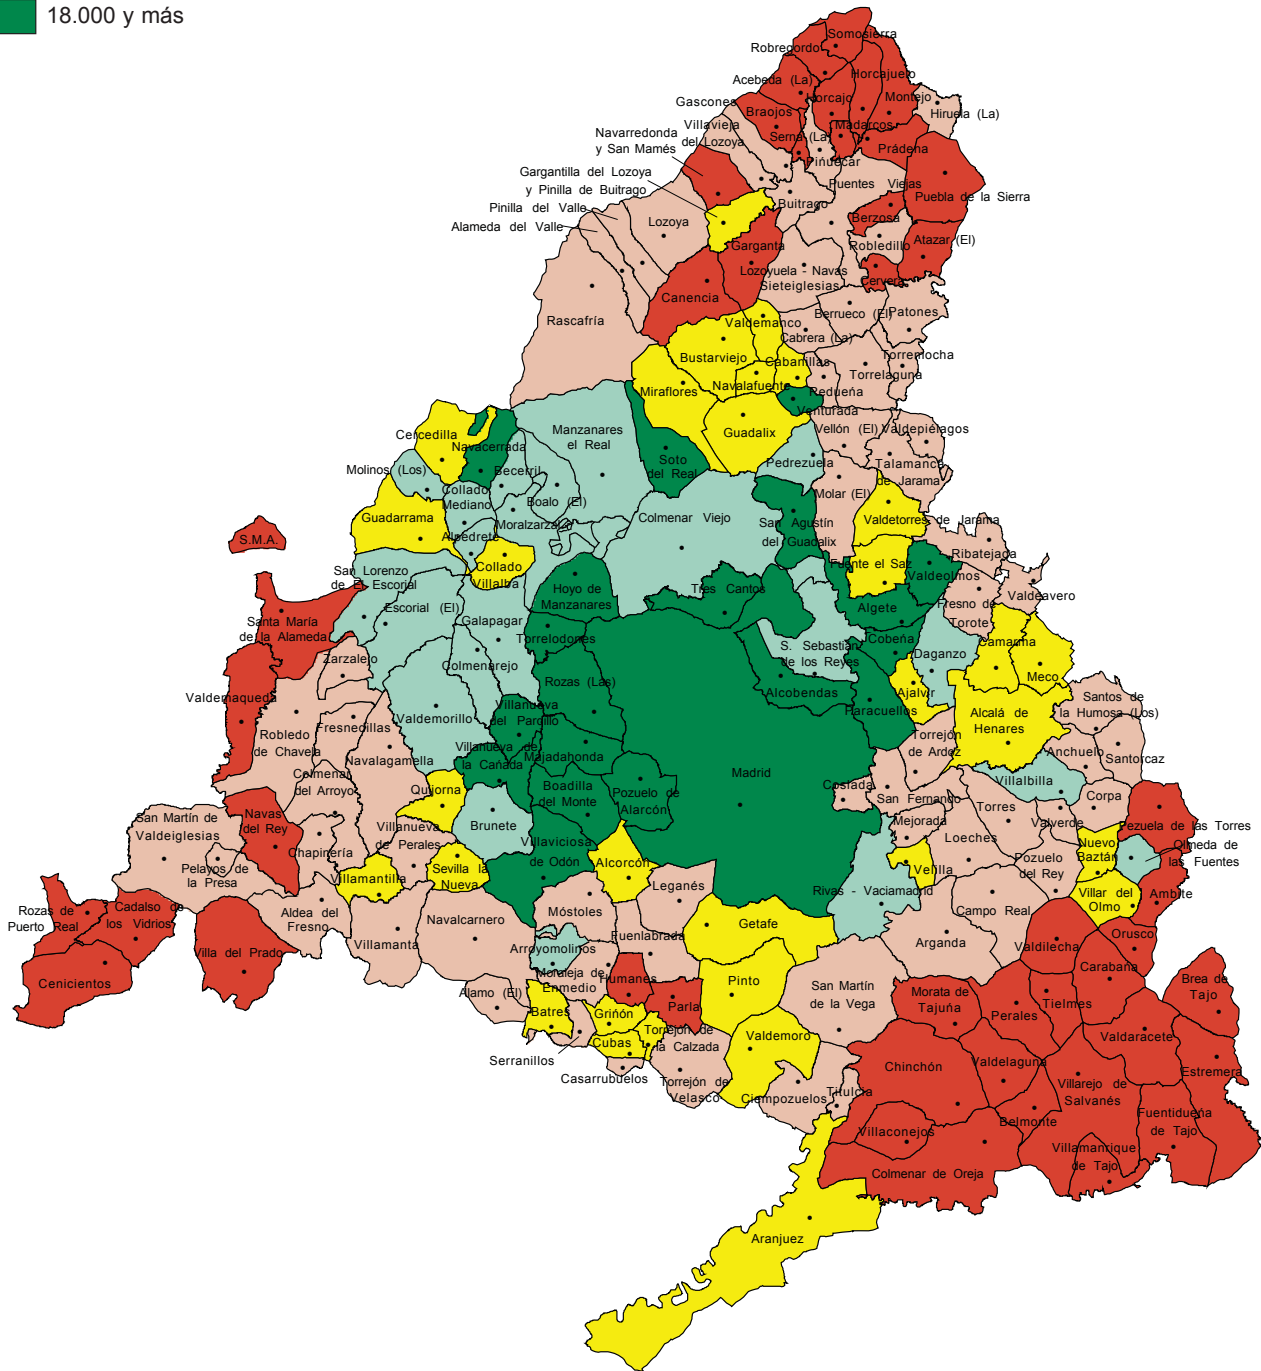 18.000 y más
Somosierra
Robregordo
Acebeda (La)
Horcajuelo
Gascones
Braojos
Horcajo
Montejo
Hiruela (La)
Villavieja
del Lozoya
Serna (La)
Madarcos
Prádena
Navarredonda
y San Mamés
Piñuecar
Gargantilla del Lozoya
y Pinilla de Buitrago
Puentes Viejas
Puebla de la Sierra
Pinilla del Valle
Buitrago
Alameda del Valle
Lozoya
Berzosa
Robledillo
Atazar (El)
Garganta
Lozoyuela - Navas
Sieteiglesias
Cervera
Canencia
Rascafría
Valdemanco
Berrueco (El)
Patones
Cabrera (La)
Bustarviejo
Cabanillas
Torremocha
Torrelaguna
Miraflores
Navalafuente
Redueña
Venturada
Cercedilla
Navacerrada
Manzanares
el Real
Guadalix
Vellón (El)
Valdepiélagos
Molinos (Los)
Becerril
Soto
del Real
Pedrezuela
Talamanca
de Jarama
Collado
Mediano
Boalo (El)
Molar (El)
Guadarrama
Moralzarzal
Colmenar Viejo
San Agustín
del Guadalix
Valdetorres de Jarama
S.M.A.
Alpedrete
Ribatejada
San Lorenzo
de El Escorial
Collado
Villalba
Fuente el Saz
Valdeolmos
Escorial (El)
Hoyo de
Manzanares
Tres Cantos
Algete
Fresno de
Torote
Valdeavero
Santa María
de la Alameda
Galapagar
Torrelodones
S. Sebastián
de los Reyes
Cobeña
Camarma
Zarzalejo
Colmenarejo
Daganzo
Meco
Valdemaqueda
Rozas (Las)
Alcobendas
Ajalvir
Santos de
la Humosa (Los)
Valdemorillo
Villanueva
del Pardillo
Paracuellos
Alcalá de
Henares
Robledo
de Chavela
Fresnedillas
Torrejón
de Ardoz
Navalagamella
Villanueva de
la Cañada
Majadahonda
Anchuelo
Santorcaz
Colmenar
del Arroyo
Madrid
Villalbilla
Quijorna
Boadilla
del Monte
Pozuelo de
Alarcón
Coslada
San Fernando
Corpa
San Martín de
Valdeiglesias
Navas
del Rey
Villanueva
de Perales
Brunete
Mejorada
Torres
Valverde
Pezuela de las Torres
Chapinería
Villaviciosa
de Odón
Loeches
Nuevo
Baztán
Olmeda de
las Fuentes
Pelayos de
la Presa
Sevilla la
Nueva
Alcorcón
Velilla
Pozuelo
del Rey
Villamantilla
Leganés
Rivas - Vaciamadrid
Villar del
Olmo
Ambite
Rozas de
Puerto Real
Cadalso de
los Vidrios
Aldea del
Fresno
Navalcarnero
Móstoles
Getafe
Campo Real
Villamanta
Fuenlabrada
Arganda
Orusco
Valdilecha
Villa del Prado
Arroyomolinos
Carabaña
Cenicientos
Moraleja de
Enmedio
Humanes
Pinto
San Martín
de la Vega
Brea de
Tajo
Álamo (El)
Morata de
Tajuña
Tielmes
Batres
Griñón
Parla
Perales
Torrejón de
la Calzada
Valdemoro
Valdaracete
Cubas
Serranillos
Chinchón
Valdelaguna
Estremera
Casarrubuelos
Torrejón de
Velasco
Villarejo de
Salvanés
Ciempozuelos
Titulcia
Fuentidueña
de Tajo
Belmonte
Villaconejos
Villamanrique
de Tajo
Colmenar de Oreja
Aranjuez